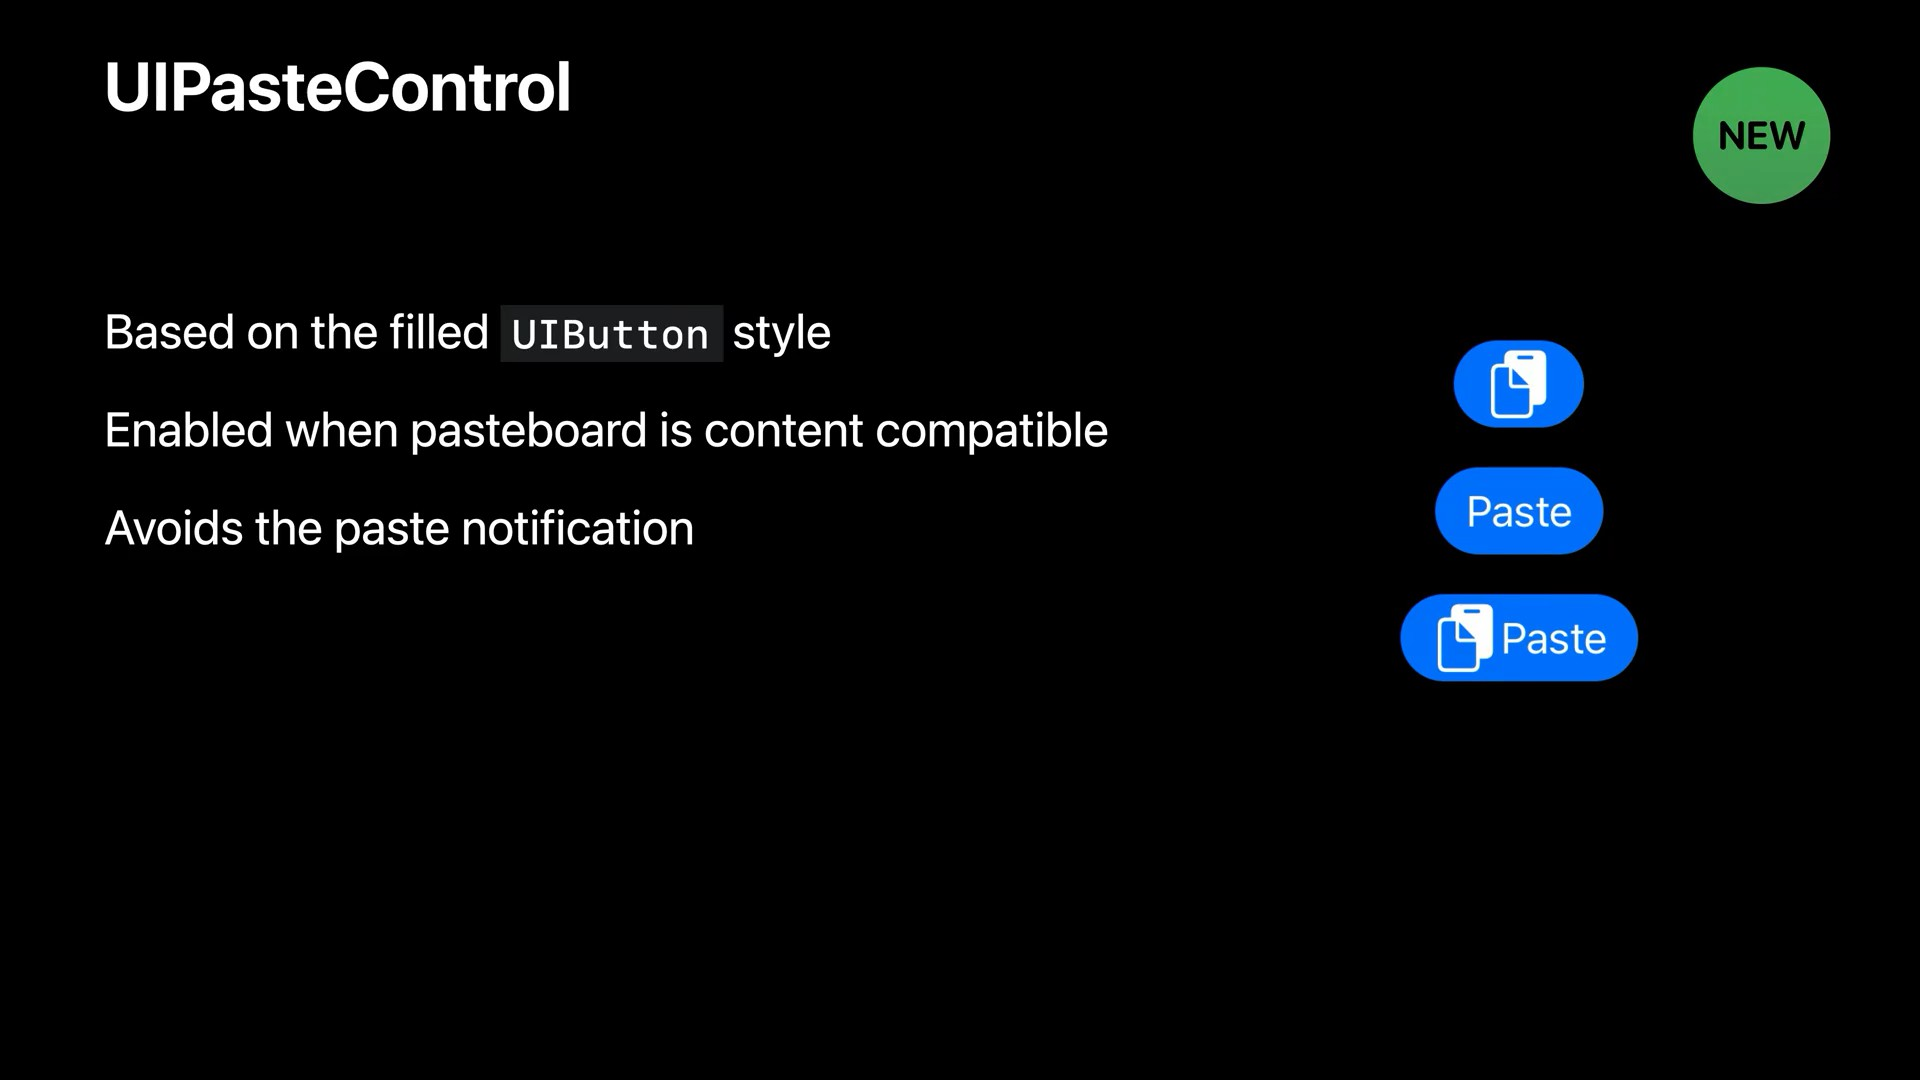 UIPasteControl
NEW
Based on the filled UIButton style
Enabled when pasteboard is content compatible
Avoids the paste notification
Paste
Paste